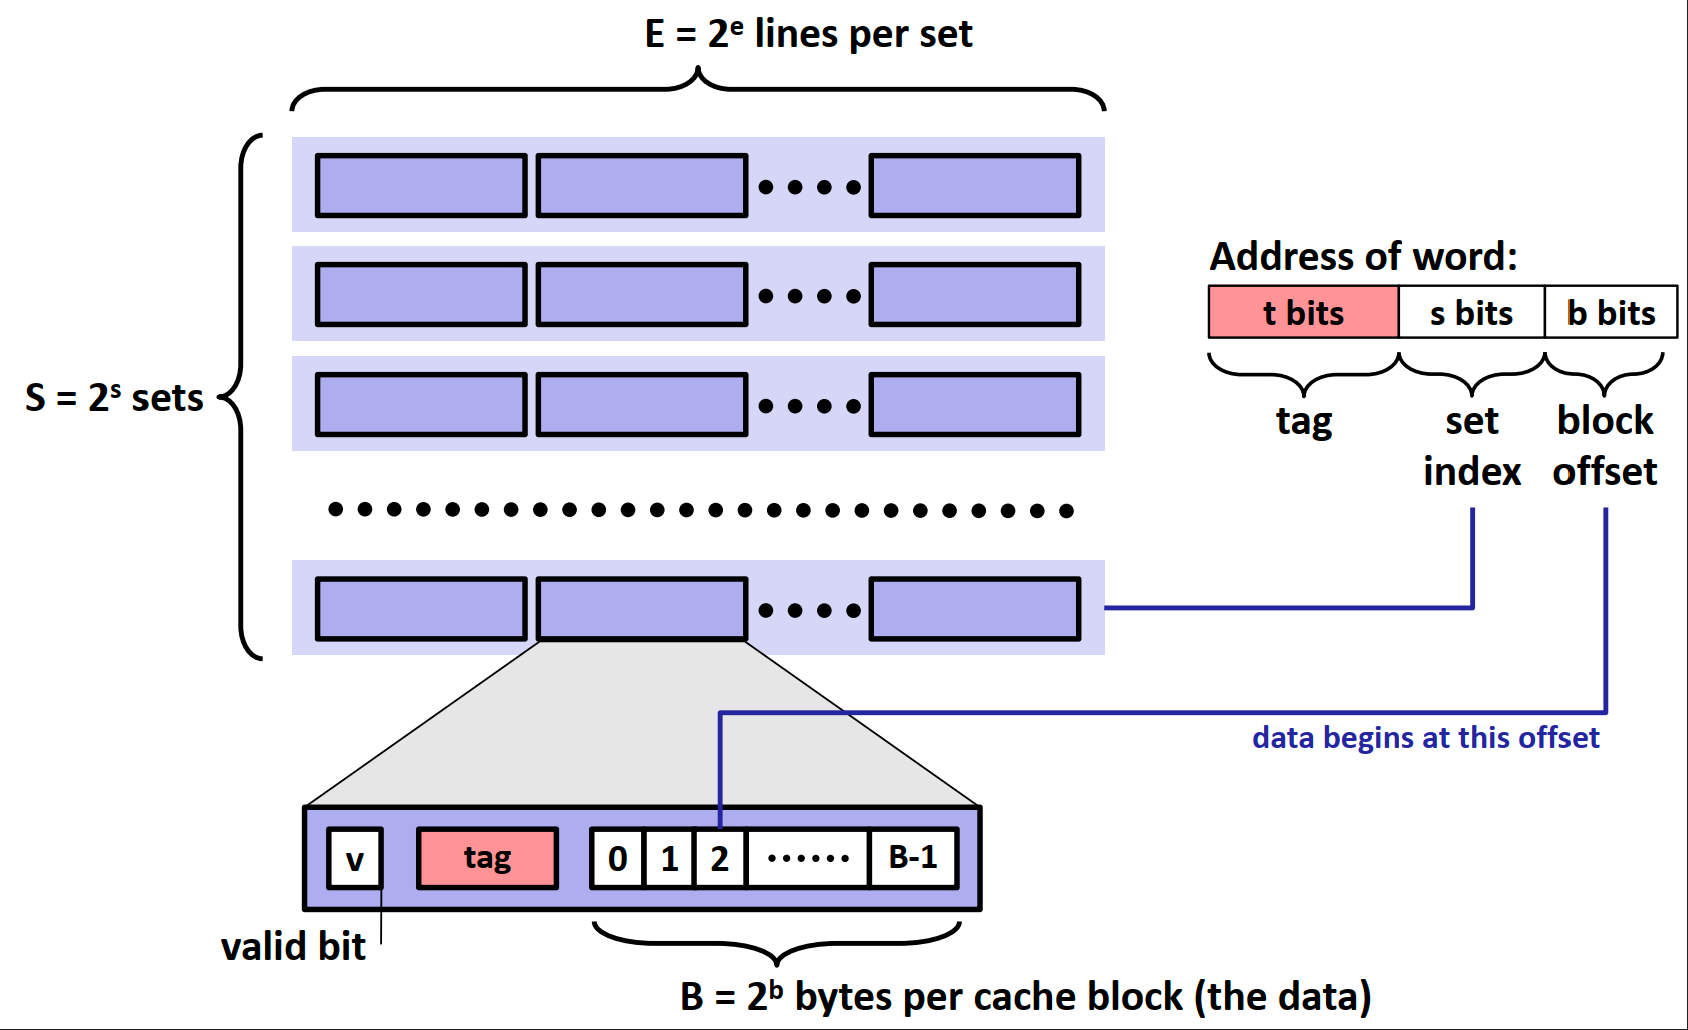 E = 2ᵉ lines per set
S = 2ˢ sets
Address of word:
t bits s bits b bits
tag set block
index offset
data begins at this offset
v tag 0 1 2 ······ B-1
valid bit
B = 2ᵇ bytes per cache block (the data)